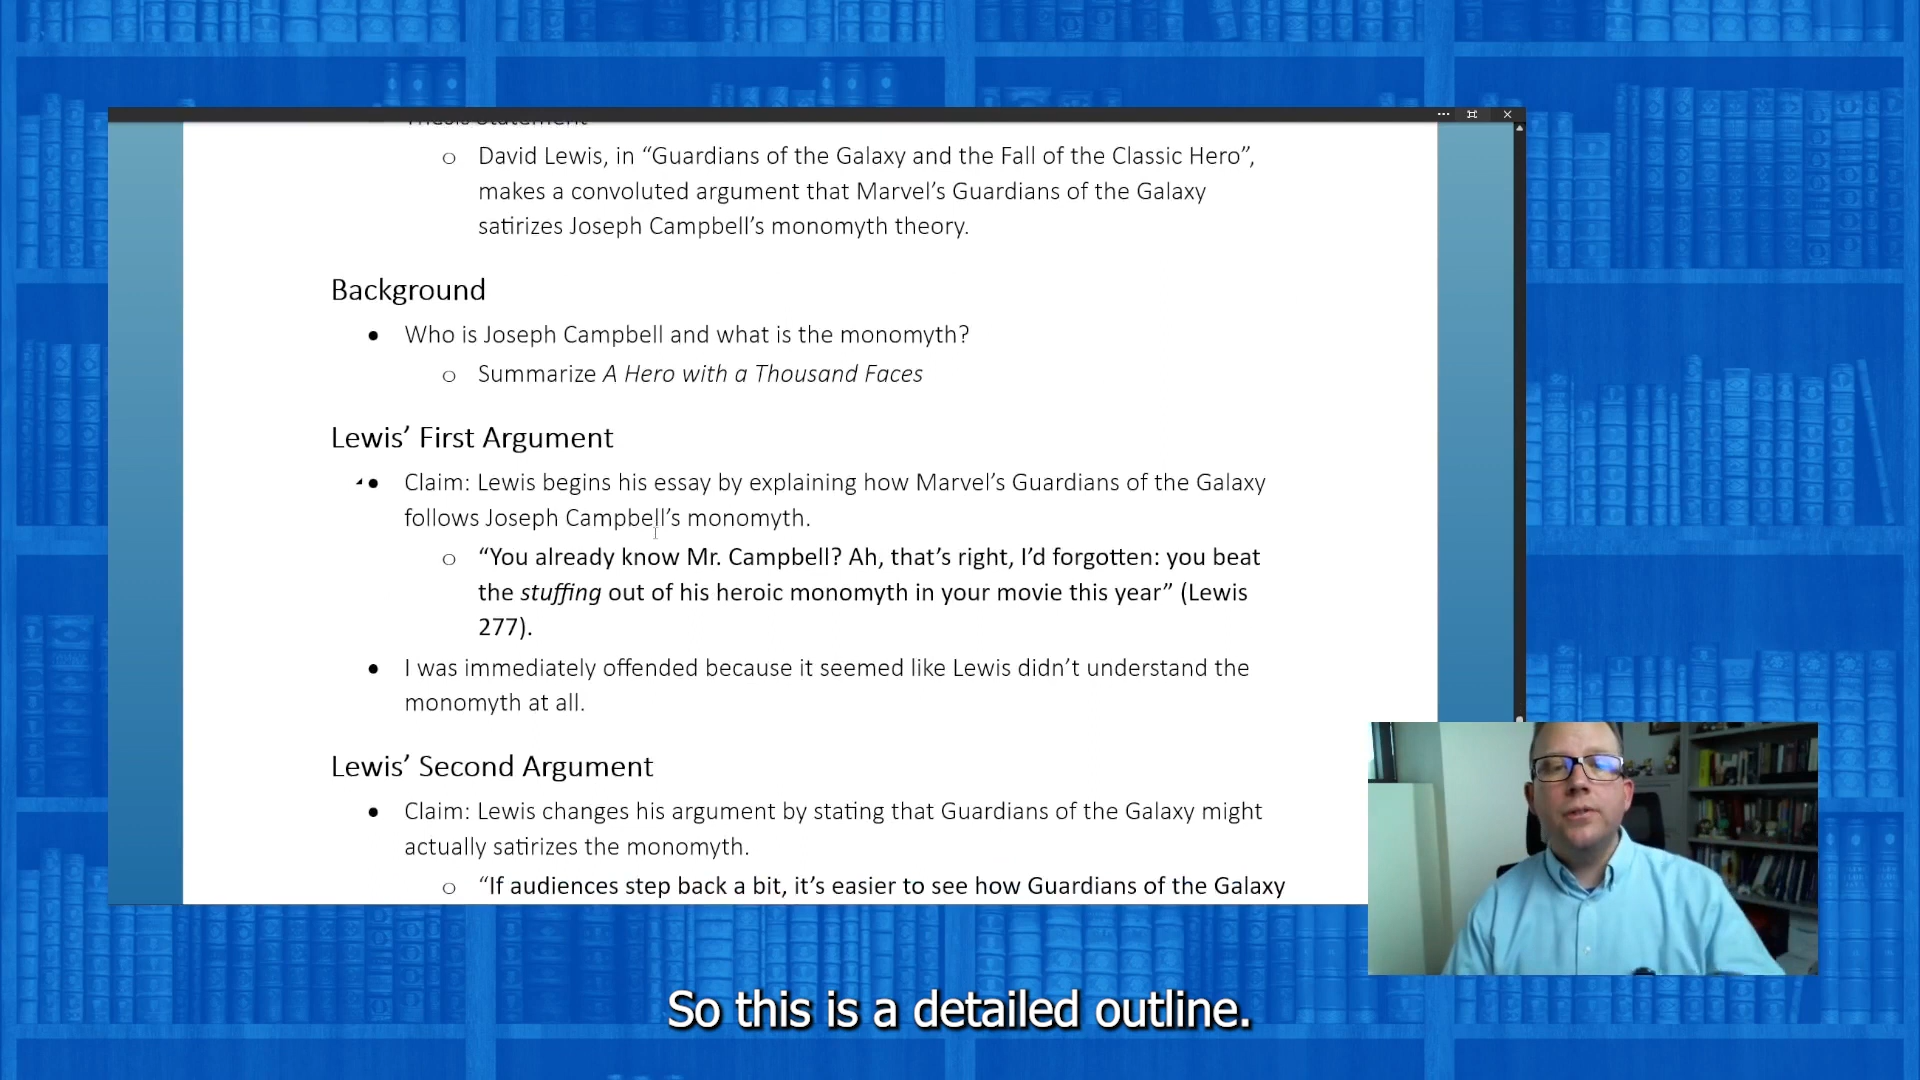 Thesis Statement
o David Lewis, in “Guardians of the Galaxy and the Fall of the Classic Hero”,
makes a convoluted argument that Marvel’s Guardians of the Galaxy
satirizes Joseph Campbell’s monomyth theory.
Background
• Who is Joseph Campbell and what is the monomyth?
o Summarize A Hero with a Thousand Faces
Lewis’ First Argument
• Claim: Lewis begins his essay by explaining how Marvel’s Guardians of the Galaxy
follows Joseph Campbell’s monomyth.
o “You already know Mr. Campbell? Ah, that’s right, I’d forgotten: you beat
the stuffing out of his heroic monomyth in your movie this year” (Lewis
277).
• I was immediately offended because it seemed like Lewis didn’t understand the
monomyth at all.
Lewis’ Second Argument
• Claim: Lewis changes his argument by stating that Guardians of the Galaxy might
actually satirizes the monomyth.
o “If audiences step back a bit, it’s easier to see how Guardians of the Galaxy
So this is a detailed outline.